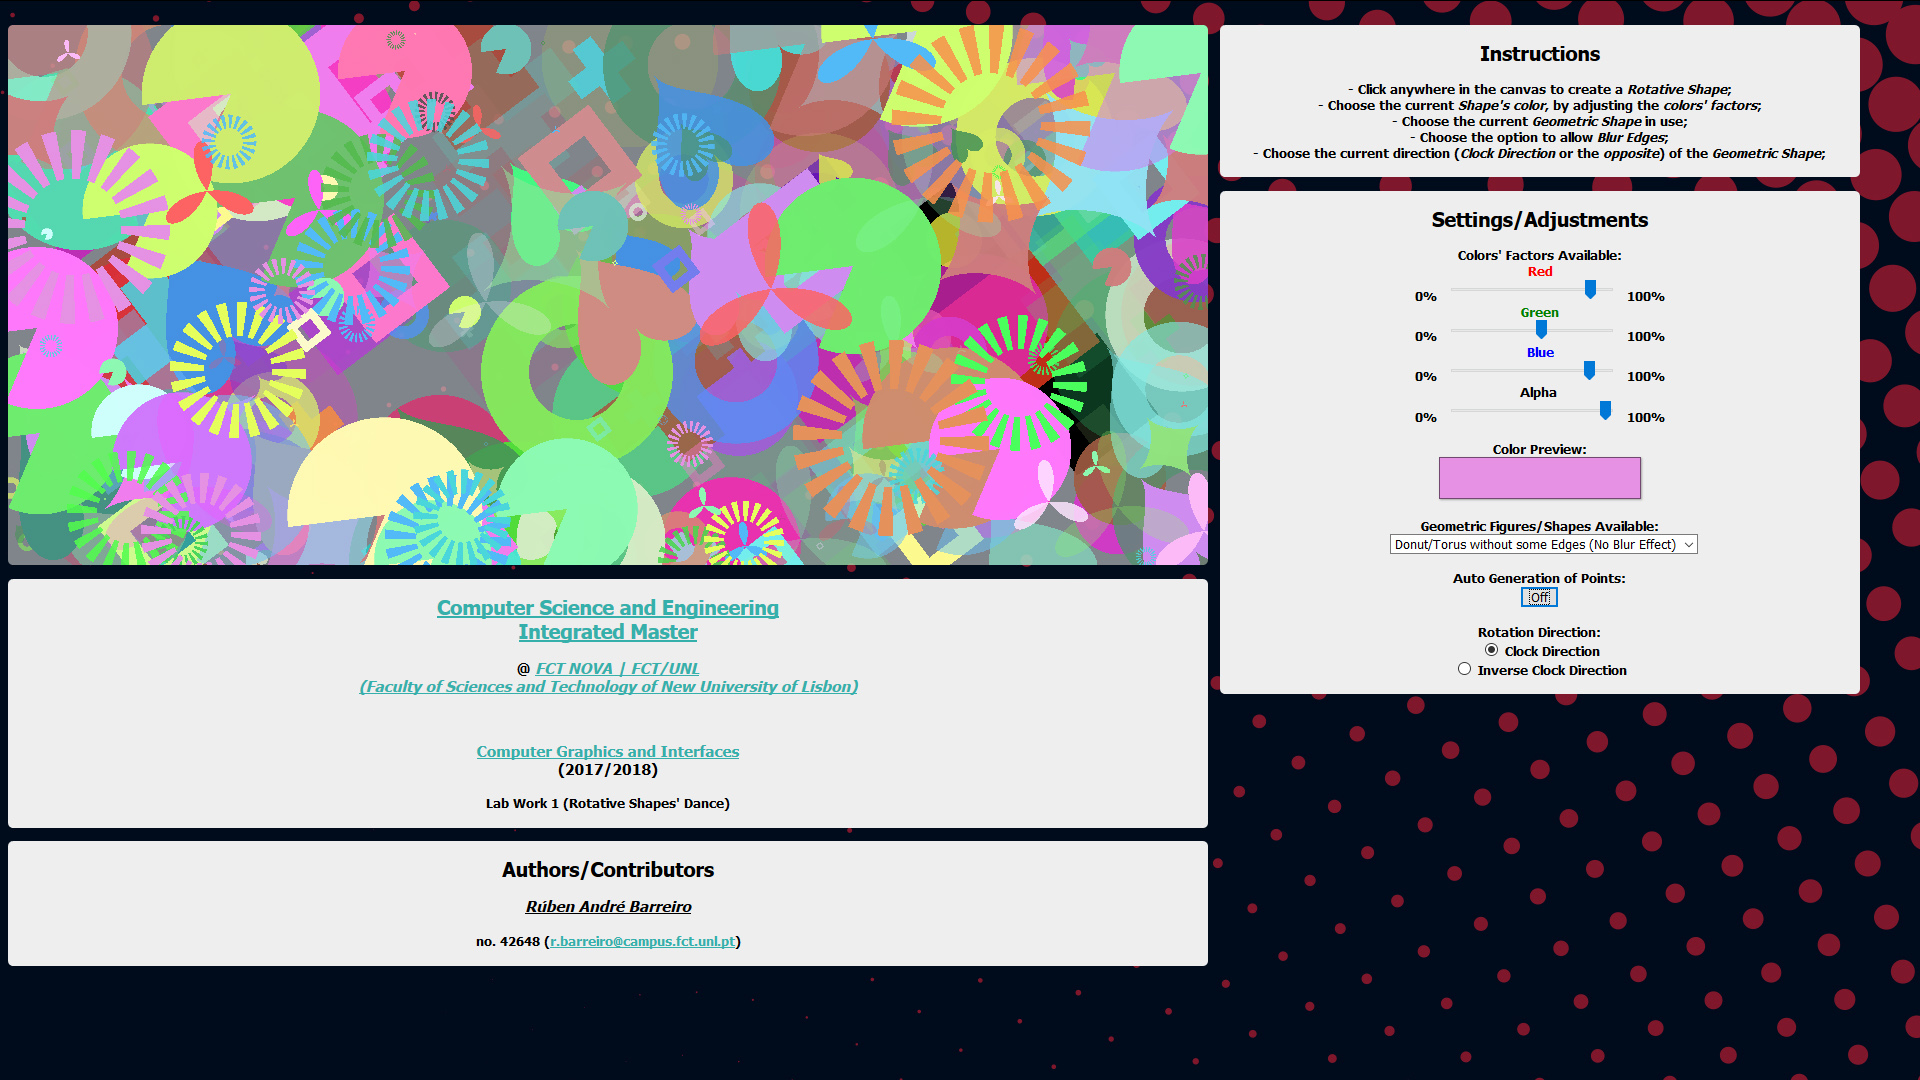 Instructions
- Click anywhere in the canvas to create a Rotative Shape;
- Choose the current Shape's color, by adjusting the colors' factors;
- Choose the current Geometric Shape in use;
- Choose the option to allow Blur Edges;
- Choose the current direction (Clock Direction or the opposite) of the Geometric Shape;
Settings/Adjustments
Colors' Factors Available:
Red
0% 100%
Green
0% 100%
Blue
0% 100%
Alpha
0% 100%
Color Preview:
Geometric Figures/Shapes Available:
Donut/Torus without some Edges (No Blur Effect)
Auto Generation of Points:
Off
Rotation Direction:
Clock Direction
Inverse Clock Direction
Computer Science and Engineering
Integrated Master
@ FCT NOVA | FCT/UNL
(Faculty of Sciences and Technology of New University of Lisbon)
Computer Graphics and Interfaces
(2017/2018)
Lab Work 1 (Rotative Shapes' Dance)
Authors/Contributors
Rúben André Barreiro
no. 42648 (r.barreiro@campus.fct.unl.pt)